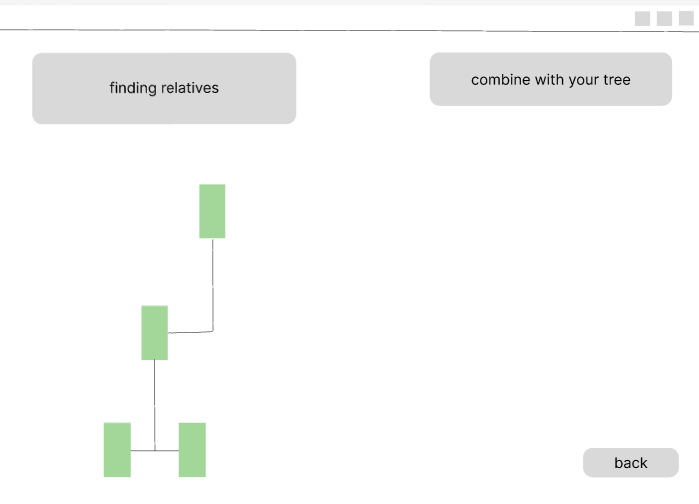 finding relatives
combine with your tree
back